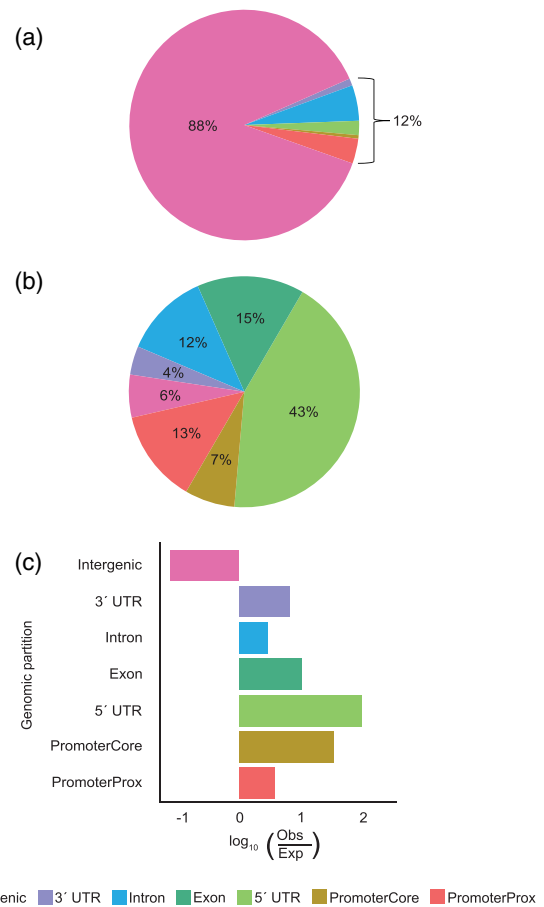 (a)
88%
12%
(b)
15%
12%
4%
6%
43%
13%
7%
(c)
Genomic partition
Intergenic
3´ UTR
Intron
Exon
5´ UTR
PromoterCore
PromoterProx
-1 0 1 2
log10 (Obs/Exp)
enic 3´ UTR Intron Exon 5´ UTR PromoterCore PromoterProx